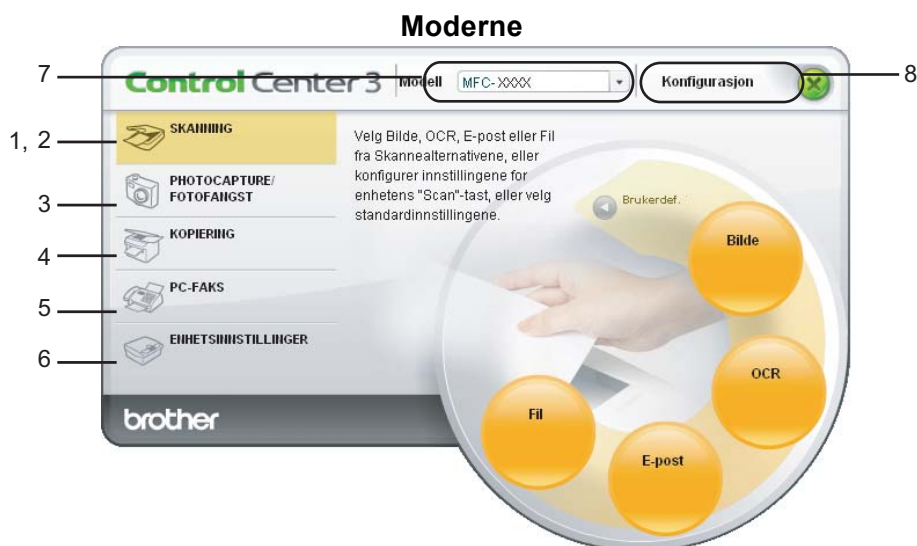 Moderne
7
ControlCenter3
Modell
MFC-XXXX
Konfigurasjon
8
1, 2
SKANNING
3
PHOTOCAPTURE/
FOTOFANGST
4
KOPIERING
5
PC-FAKS
6
ENHETSINNSTILLINGER
Velg Bilde, OCR, E-post eller Fil
fra Skannealternativene, eller
konfigurer innstillingene for
enhetens "Scan"-tast, eller velg
standardinnstillingene.
Brukerdef.
Bilde
OCR
E-post
Fil
brother